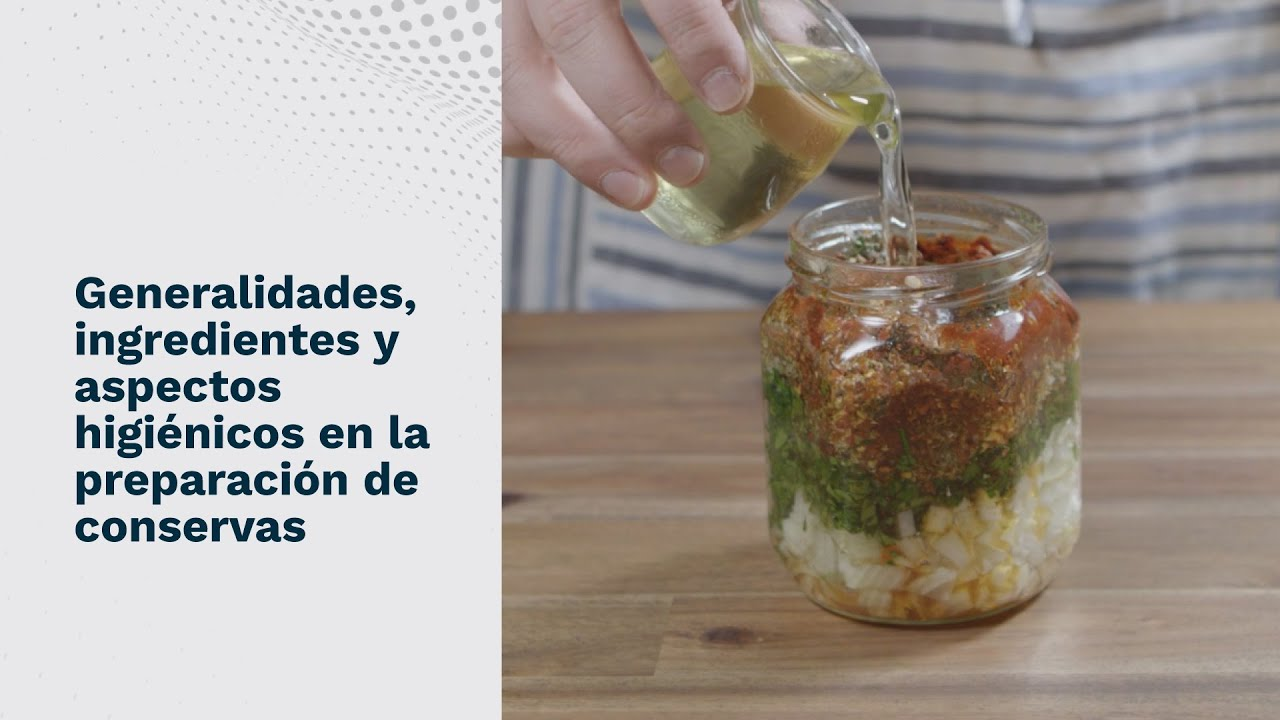 Generalidades,
ingredientes y
aspectos
higiénicos en la
preparación de
conservas